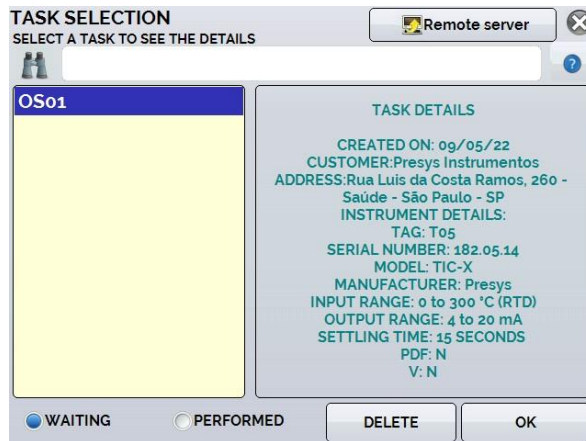 TASK SELECTION
SELECT A TASK TO SEE THE DETAILS
Remote server
OS01
TASK DETAILS
CREATED ON: 09/05/22
CUSTOMER:Presys Instrumentos
ADDRESS:Rua Luis da Costa Ramos, 260 -
Saúde - São Paulo - SP
INSTRUMENT DETAILS:
TAG: T05
SERIAL NUMBER: 182.05.14
MODEL: TIC-X
MANUFACTURER: Presys
INPUT RANGE: 0 to 300 °C (RTD)
OUTPUT RANGE: 4 to 20 mA
SETTLING TIME: 15 SECONDS
PDF: N
V: N
WAITING
PERFORMED
DELETE
OK